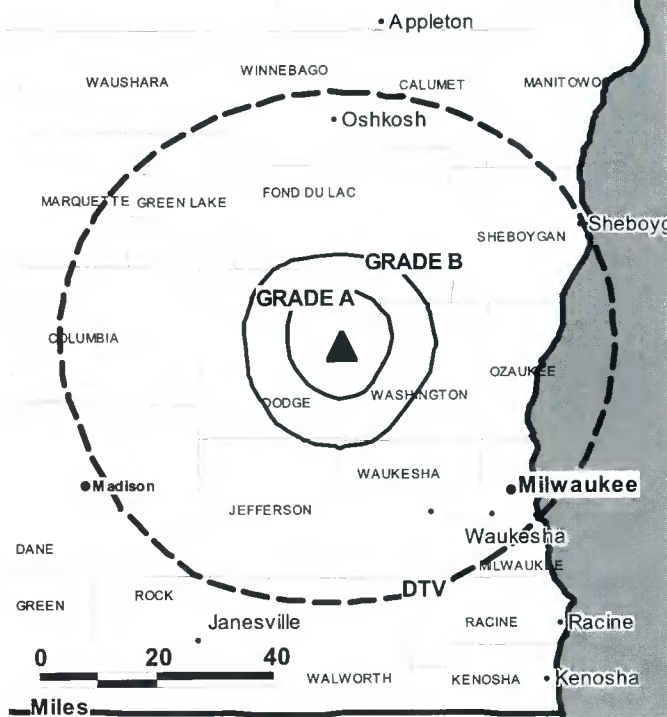 Appleton
WINNEBAGO
WAUSHARA
CALUMET
MANITOWO
Oshkosh
FOND DU LAC
MARQUETTE
GREEN LAKE
Sheboyg
SHEBOYGAN
GRADE B
GRADE A
COLUMBIA
OZAUKEE
WASHINGTON
DODGE
WAUKESHA
Madison
Milwaukee
JEFFERSON
Waukesha
DANE
MILWAUKEE
DTV
ROCK
GREEN
Janesville
RACINE
Racine
0 20 40
WALWORTH
KENOSHA
Kenosha
Miles